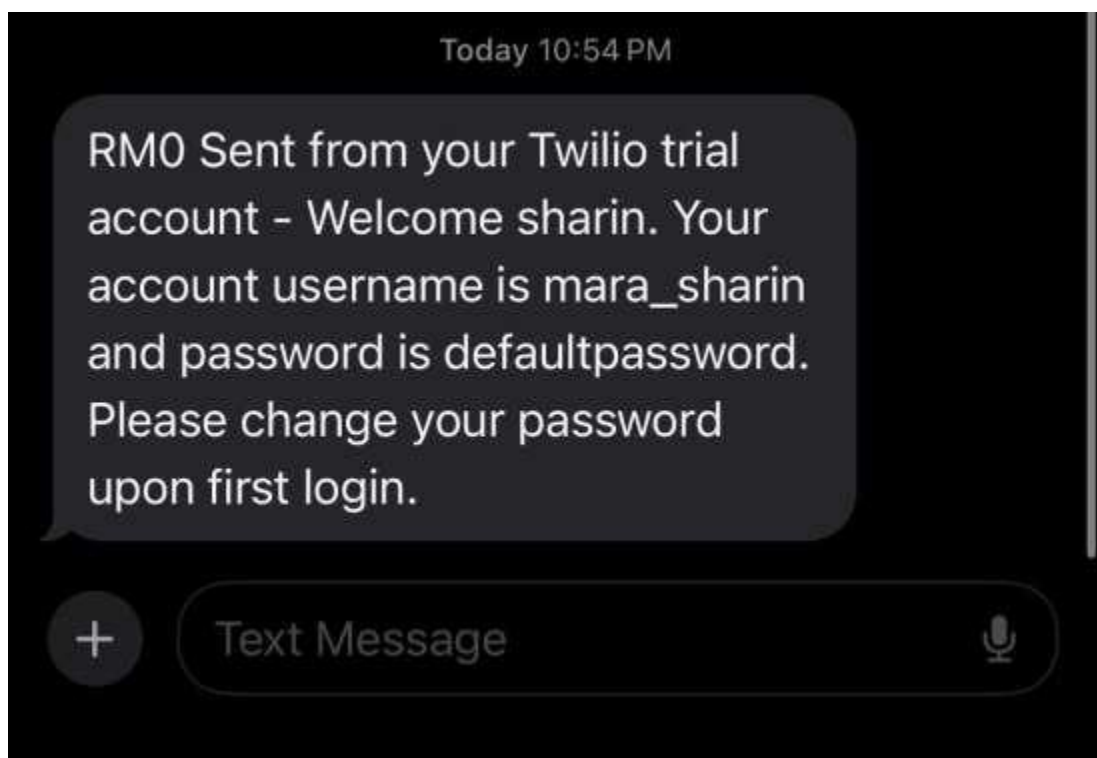 Today 10:54 PM
RM0 Sent from your Twilio trial
account - Welcome sharin. Your
account username is mara_sharin
and password is defaultpassword.
Please change your password
upon first login.
Text Message